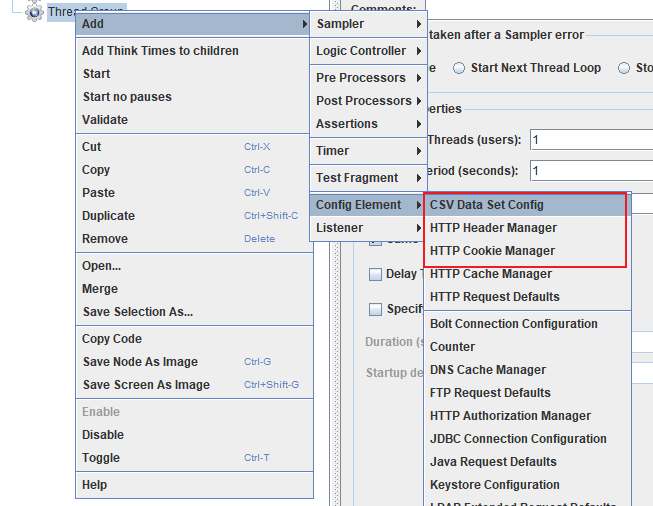 Thread Group
Add
Add Think Times to children
Start
Start no pauses
Validate
Cut Ctrl-X
Copy Ctrl-C
Paste Ctrl-V
Duplicate Ctrl+Shift-C
Remove Delete
Open...
Merge
Save Selection As...
Copy Code
Save Node As Image Ctrl-G
Save Screen As Image Ctrl+Shift-G
Enable
Disable
Toggle Ctrl-T
Help
Sampler
Logic Controller
Pre Processors
Post Processors
Assertions
Timer
Test Fragment
Config Element
Listener
CSV Data Set Config
HTTP Header Manager
HTTP Cookie Manager
HTTP Cache Manager
HTTP Request Defaults
Bolt Connection Configuration
Counter
DNS Cache Manager
FTP Request Defaults
HTTP Authorization Manager
JDBC Connection Configuration
Java Request Defaults
Keystore Configuration
LDAP Extended Request Defaults
Comments:
taken after a Sampler error
Start Next Thread Loop
Threads (users): 1
(seconds): 1
Delay
Duration
Startup